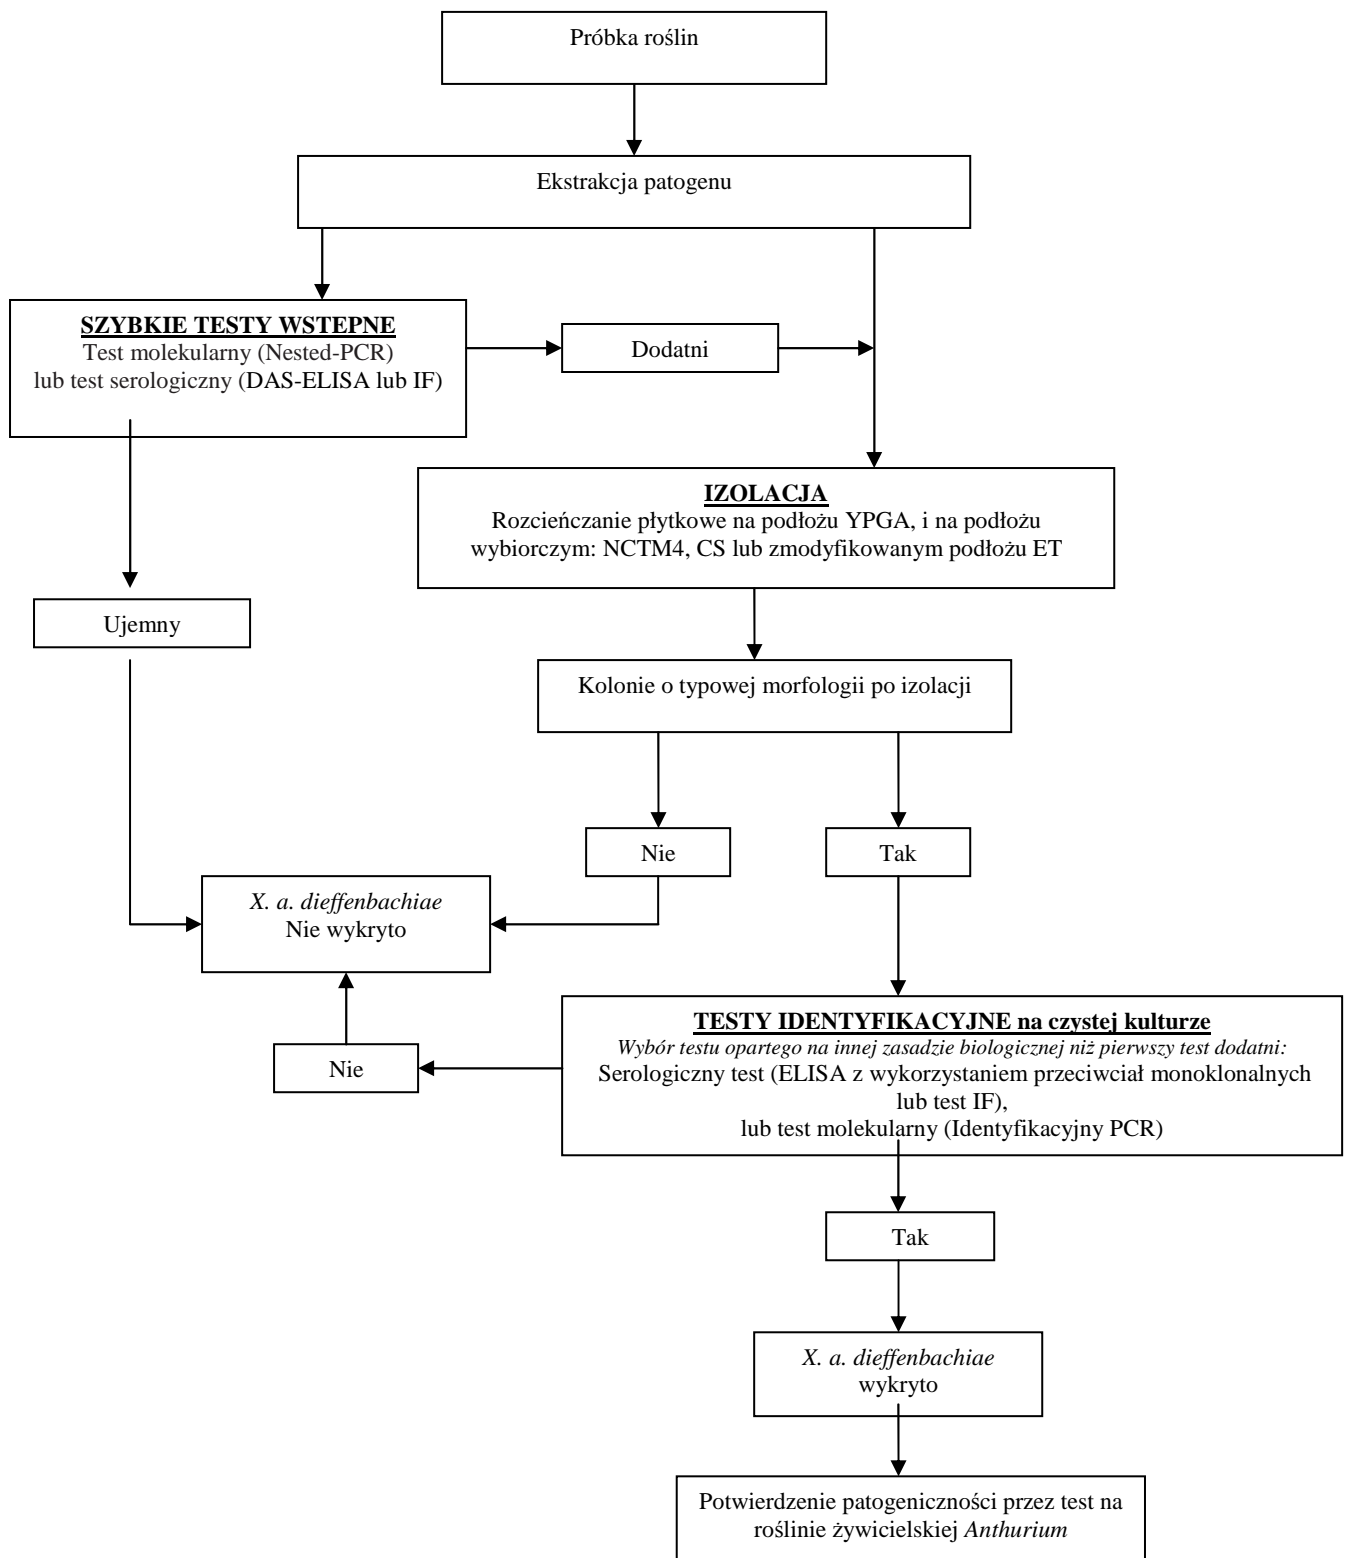 Próbka roślin
Ekstrakcja patogenu
SZYBKIE TESTY WSTEPNE
Test molekularny (Nested-PCR)
lub test serologiczny (DAS-ELISA lub IF)
Dodatni
IZOLACJA
Rozcieńczanie płytkowe na podłożu YPGA, i na podłożu
wybiorczym: NCTM4, CS lub zmodyfikowanym podłożu ET
Ujemny
Kolonie o typowej morfologii po izolacji
Nie
Tak
X. a. dieffenbachiae
Nie wykryto
TESTY IDENTYFIKACYJNE na czystej kulturze
Wybór testu opartego na innej zasadzie biologicznej niż pierwszy test dodatni:
Serologiczny test (ELISA z wykorzystaniem przeciwciał monoklonalnych
lub test IF),
lub test molekularny (Identyfikacyjny PCR)
Nie
Tak
X. a. dieffenbachiae
wykryto
Potwierdzenie patogeniczności przez test na
roślinie żywicielskiej Anthurium